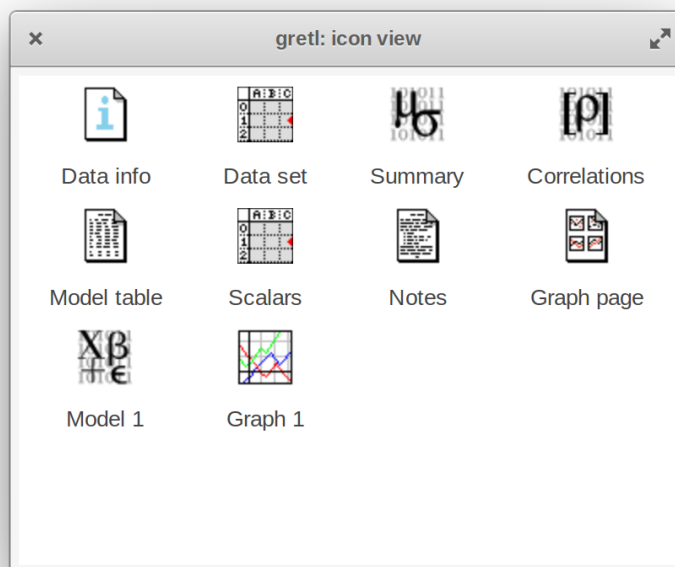 gretl: icon view
Data info
Data set
Summary
Correlations
Model table
Scalars
Notes
Graph page
Model 1
Graph 1